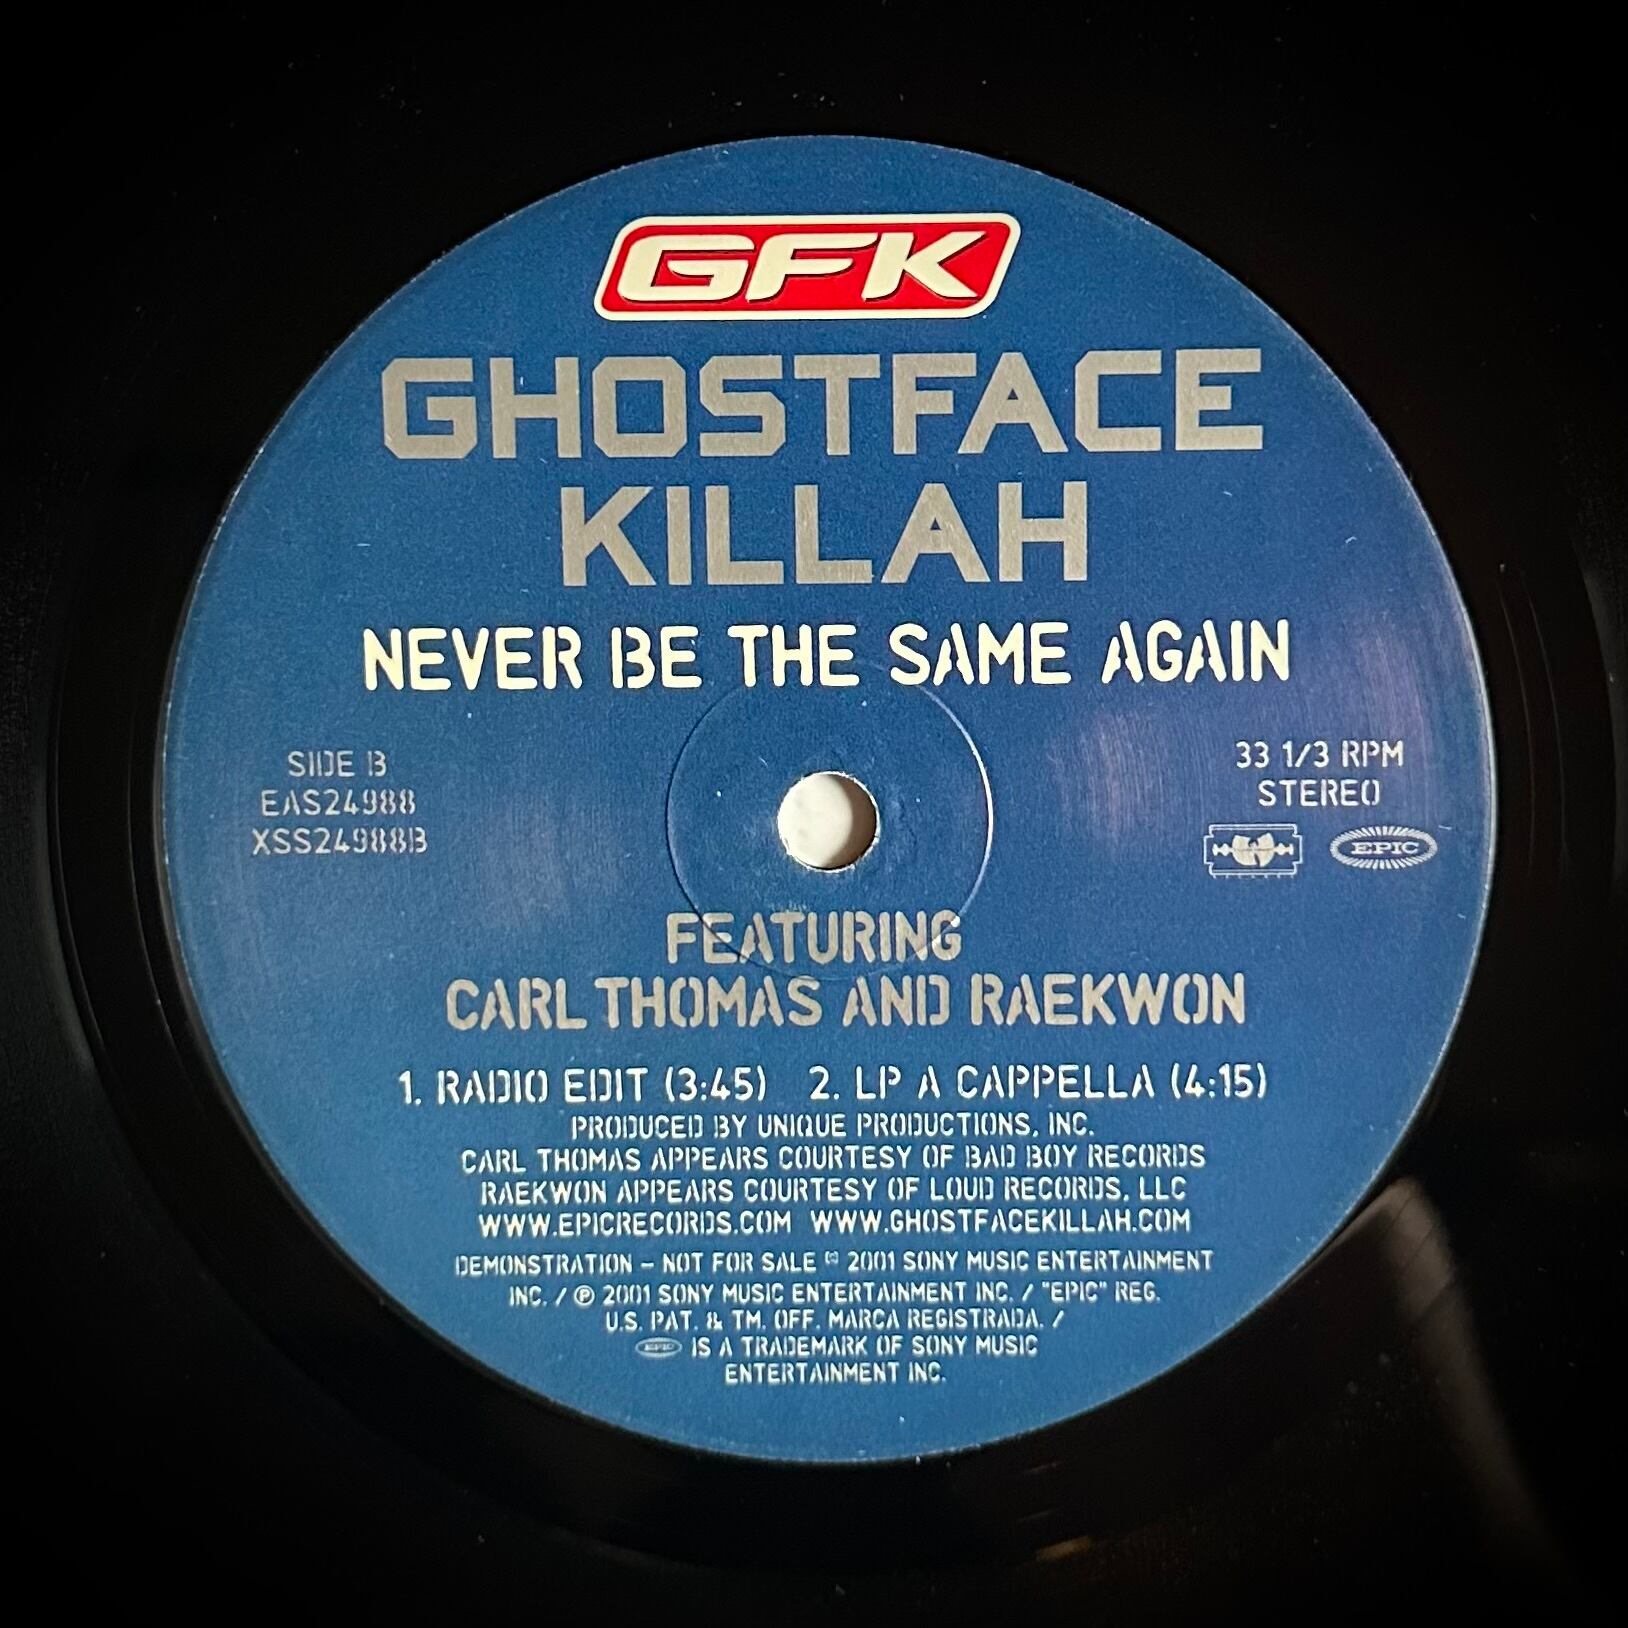 GFK
GHOSTFACE
KILLAH
NEVER BE THE SAME AGAIN
SIDE B
EAS24988
XSS24988B
33 1/3 RPM
STEREO
EPIC
FEATURING
CARL THOMAS AND RAEKWON
1. RADIO EDIT (3:45) 2. LP A CAPPELLA (4:15)
PRODUCED BY UNIQUE PRODUCTIONS, INC.
CARL THOMAS APPEARS COURTESY OF BAD BOY RECORDS
RAEKWON APPEARS COURTESY OF LOUD RECORDS, LLC
WWW.EPICRECORDS.COM WWW.GHOSTFACEKILLAH.COM
DEMONSTRATION – NOT FOR SALE © 2001 SONY MUSIC ENTERTAINMENT
INC. / ℗ 2001 SONY MUSIC ENTERTAINMENT INC. / "EPIC" REG.
U.S. PAT. & TM. OFF. MARCA REGISTRADA. /
EPIC IS A TRADEMARK OF SONY MUSIC
ENTERTAINMENT INC.